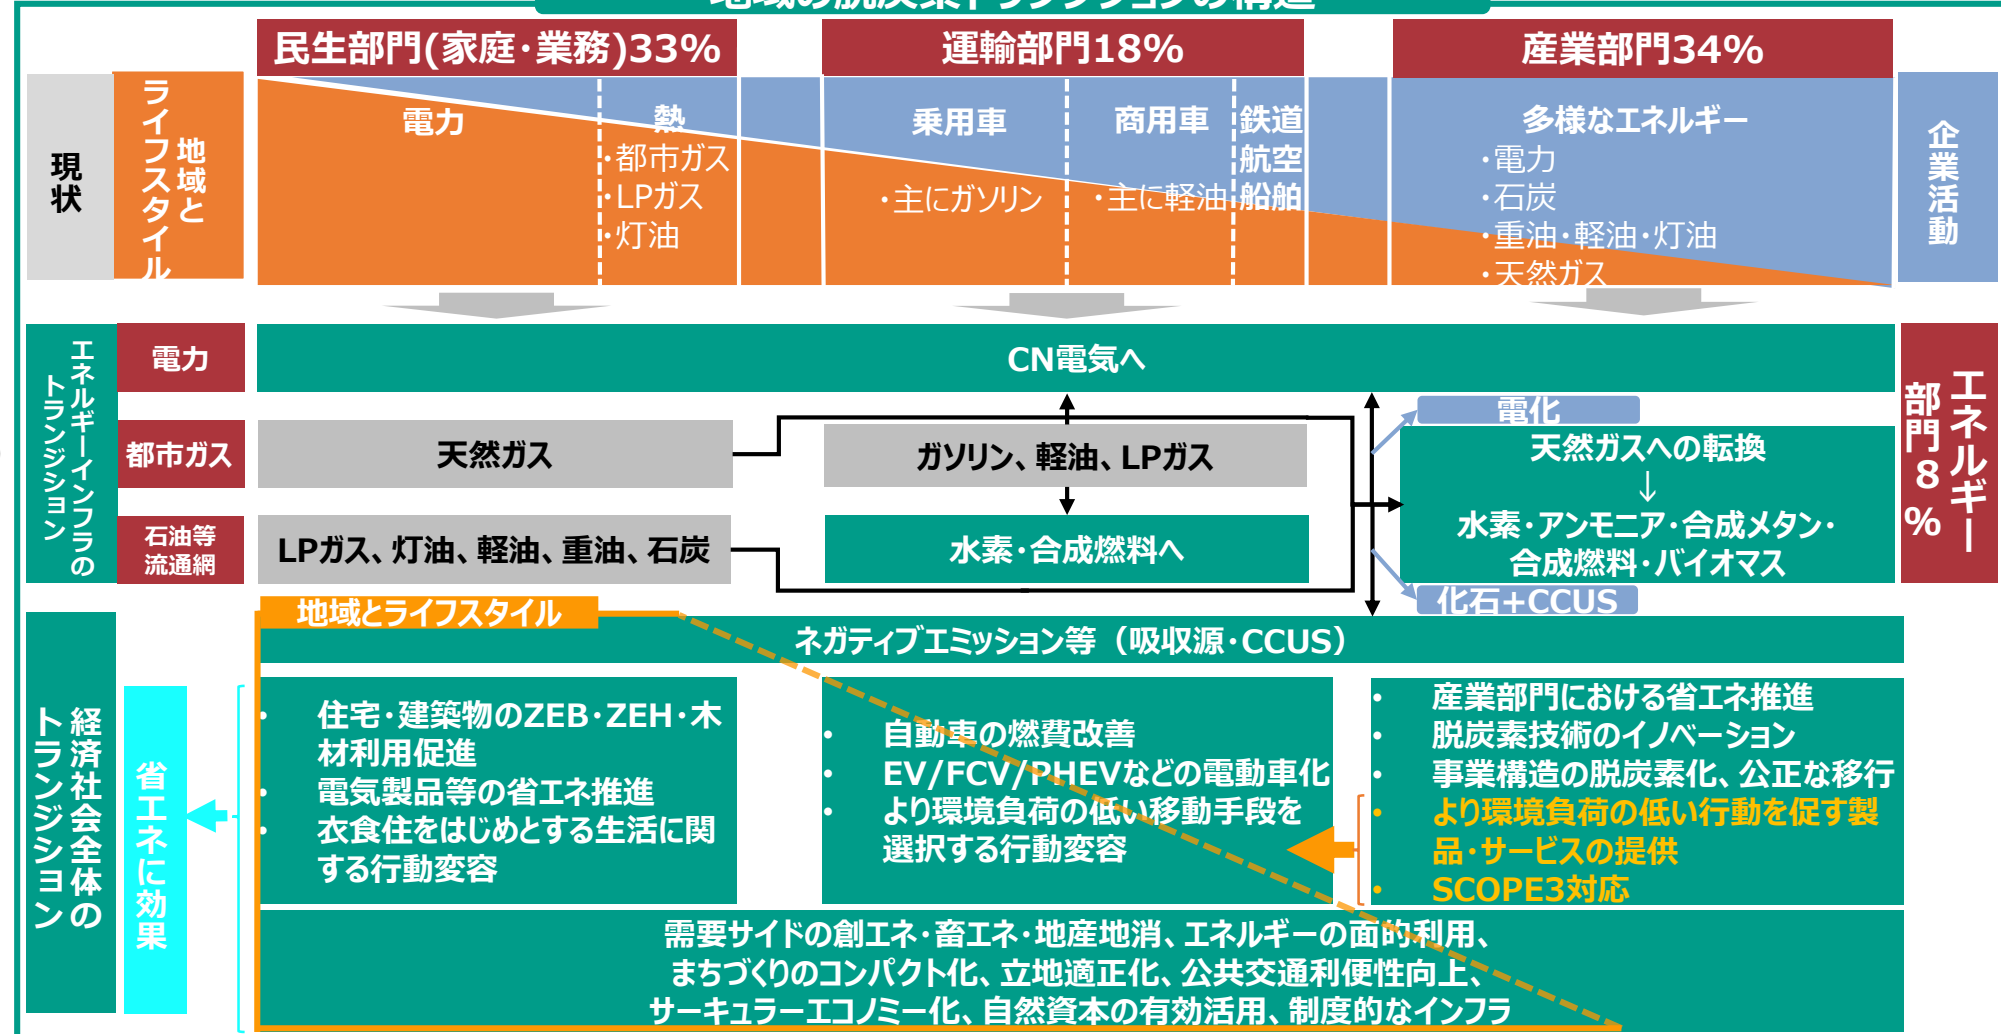 地域の脱炭素トランジションの構造
民生部門(家庭・業務)33%
運輸部門18%
産業部門34%
現状
地域と
ライフスタイル
電力
熱
・都市ガス
・LPガス
・灯油
乗用車
・主にガソリン
商用車
・主に軽油
鉄道
航空
船舶
多様なエネルギー
・電力
・石炭
・重油・軽油・灯油
・天然ガス
企業活動
エネルギーインフラの
トランジション
電力
CN電気へ
都市ガス
天然ガス
ガソリン、軽油、LPガス
電化
天然ガスへの転換
↓
水素・アンモニア・合成メタン・
合成燃料・バイオマス
石油等
流通網
LPガス、灯油、軽油、重油、石炭
水素・合成燃料へ
化石+CCUS
エネルギー
部門8%
経済社会全体の
トランジション
省エネに効果
地域とライフスタイル
ネガティブエミッション等（吸収源・CCUS）
• 住宅・建築物のZEB・ZEH・木
材利用促進
• 電気製品等の省エネ推進
• 衣食住をはじめとする生活に関
する行動変容
• 自動車の燃費改善
• EV/FCV/PHEVなどの電動車化
• より環境負荷の低い移動手段を
選択する行動変容
• 産業部門における省エネ推進
• 脱炭素技術のイノベーション
• 事業構造の脱炭素化、公正な移行
• より環境負荷の低い行動を促す製
品・サービスの提供
• SCOPE3対応
需要サイドの創エネ・畜エネ・地産地消、エネルギーの面的利用、
まちづくりのコンパクト化、立地適正化、公共交通利便性向上、
サーキュラーエコノミー化、自然資本の有効活用、制度的なインフラ